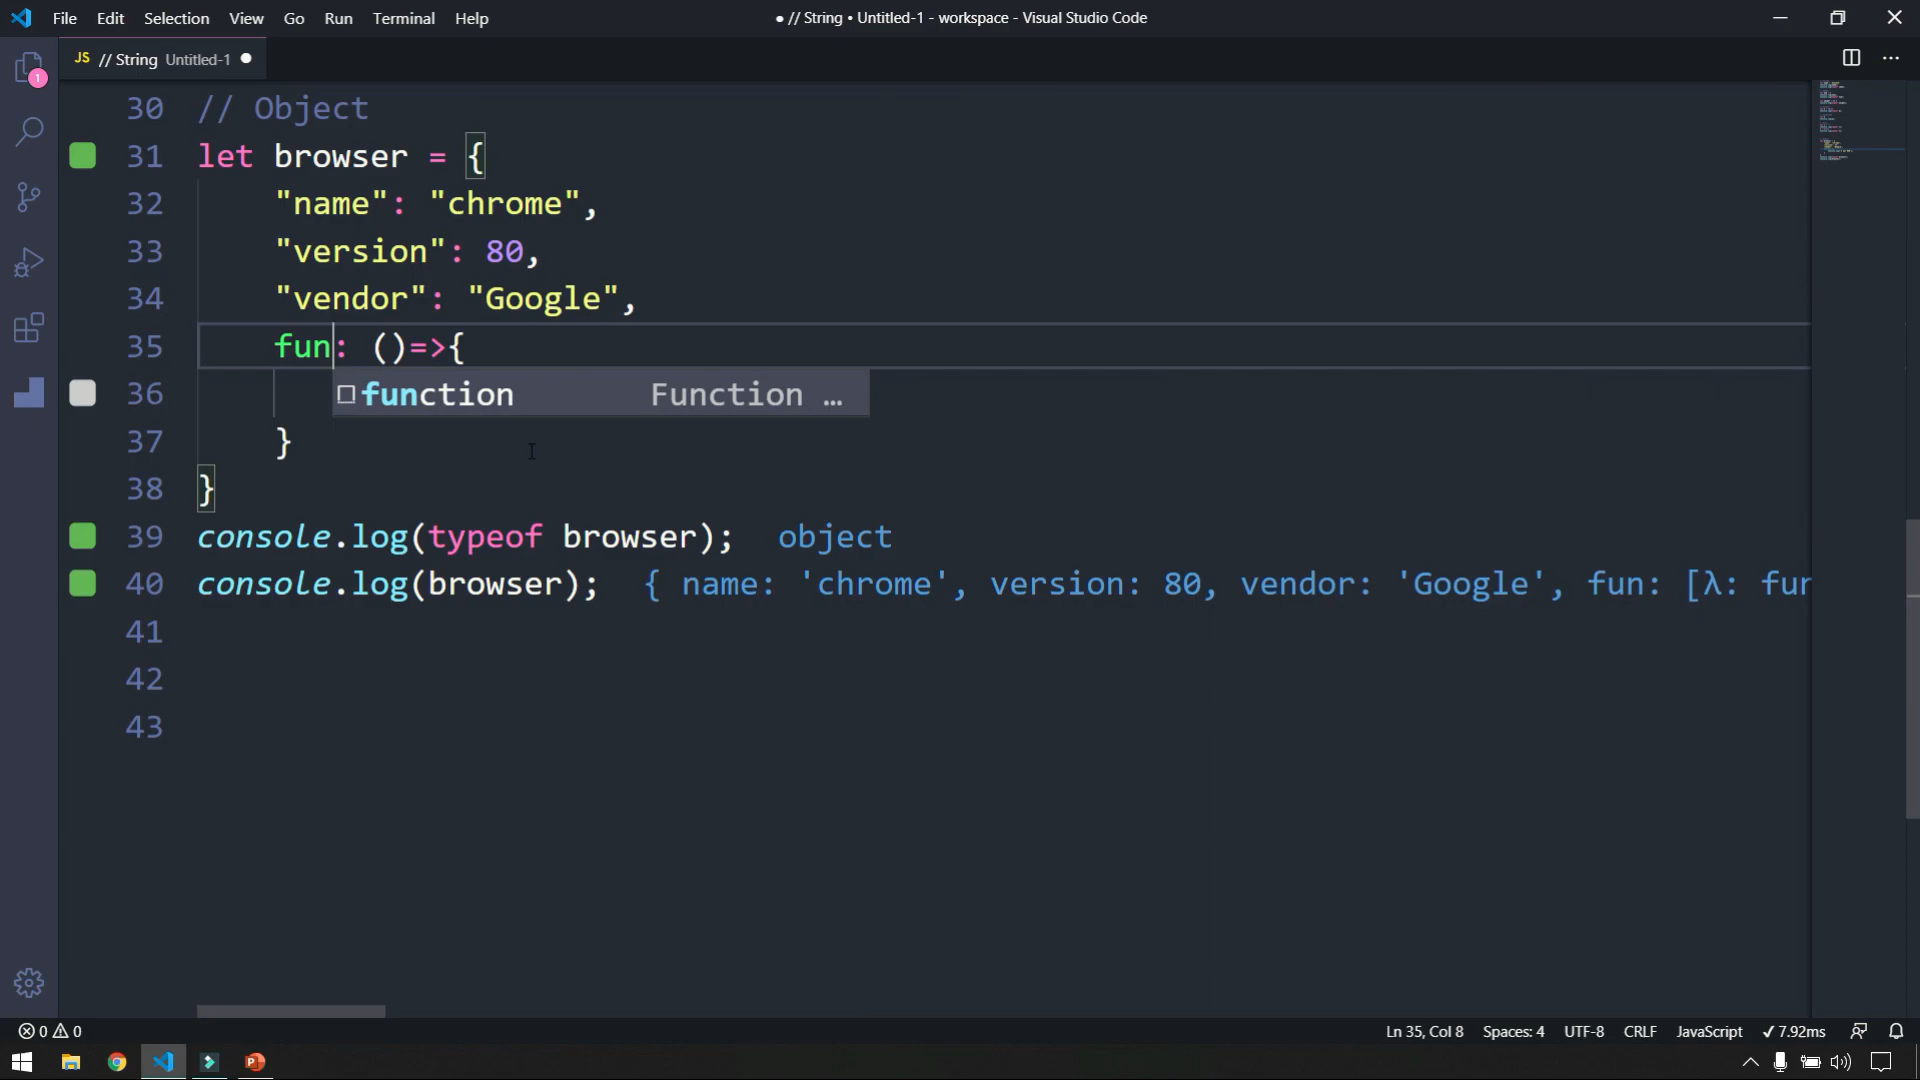 File Edit Selection View Go Run Terminal Help
● // String • Untitled-1 - workspace - Visual Studio Code
JS // String Untitled-1
1
30 // Object
31 let browser = {
32 "name": "chrome",
33 "version": 80,
34 "vendor": "Google",
35 fun: ()=>{
36 function Function ...
37 }
38 }
39 console.log(typeof browser); object
40 console.log(browser); { name: 'chrome', version: 80, vendor: 'Google', fun: [λ: fun
41
42
43
0 0 Ln 35, Col 8 Spaces: 4 UTF-8 CRLF JavaScript ✓ 7.92ms